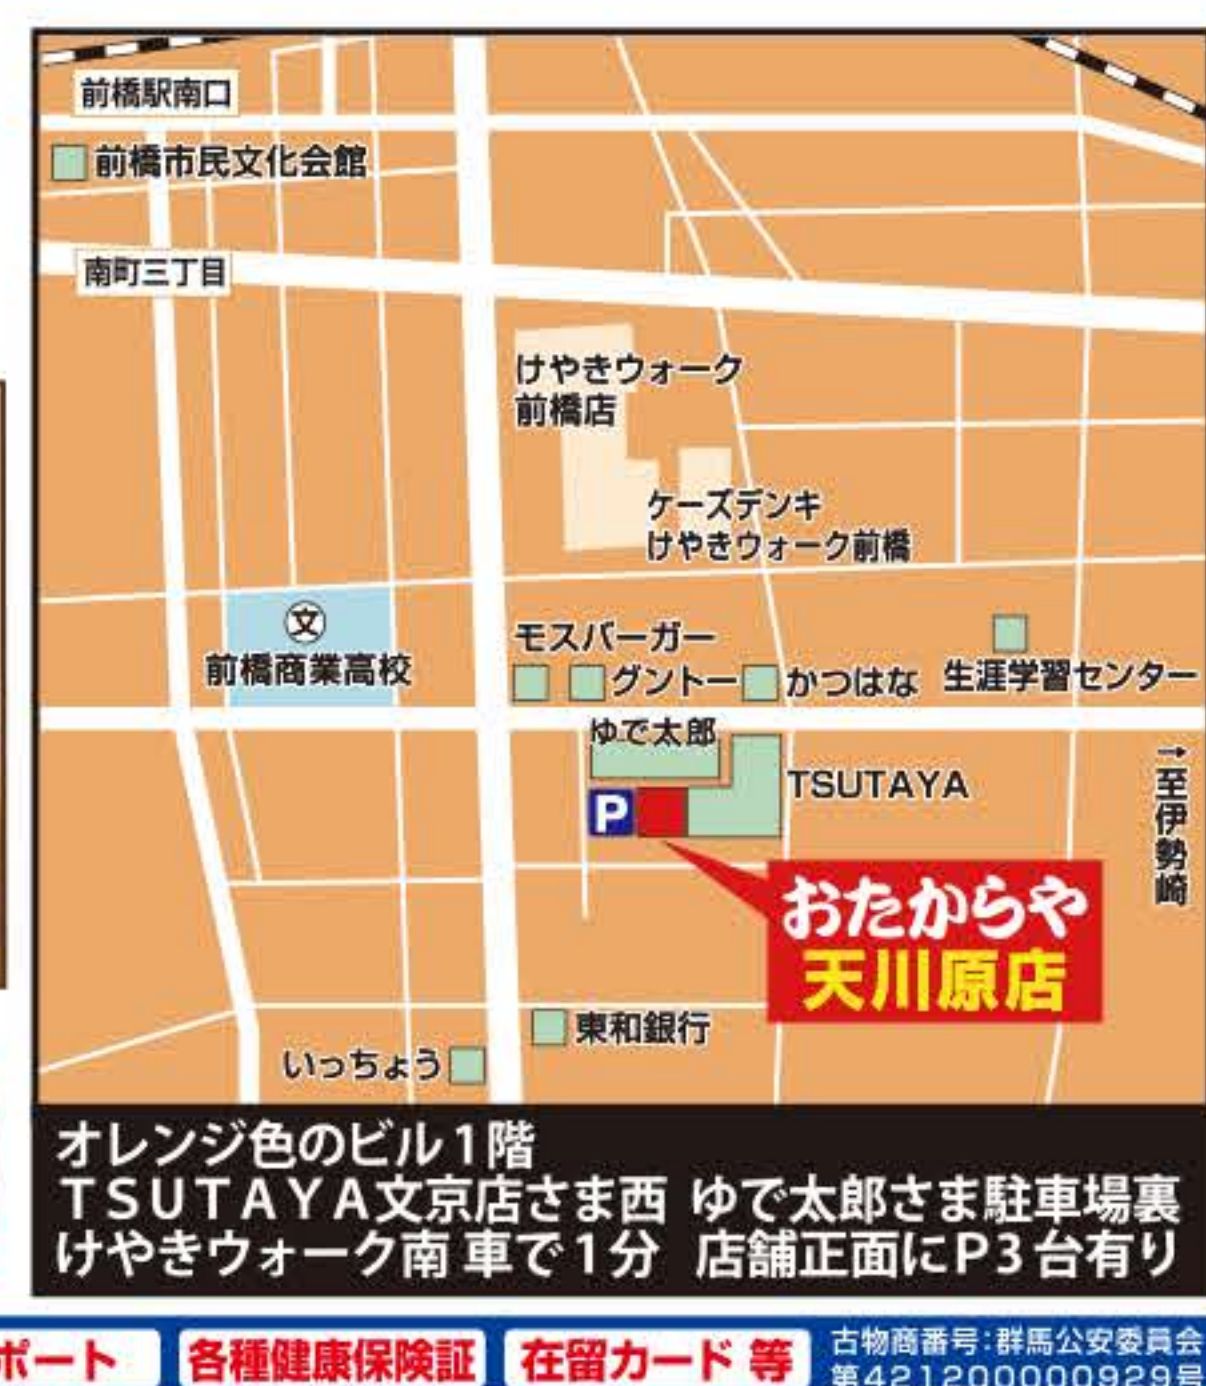 前橋駅南口
前橋市民文化会館
南町三丁目
けやきウォーク
前橋店
ケーズデンキ
けやきウォーク前橋
文
前橋商業高校
モスバーガー
グントー
かつはな
生涯学習センター
ゆで太郎
TSUTAYA
P
→至伊勢崎
おたからや
天川原店
東和銀行
いっちょう
オレンジ色のビル1階
TSUTAYA文京店さま西 ゆで太郎さま駐車場裏
けやきウォーク南 車で1分 店舗正面にP3台有り
ポート
各種健康保険証
在留カード 等
古物商番号:群馬公安委員会
第421200000929号